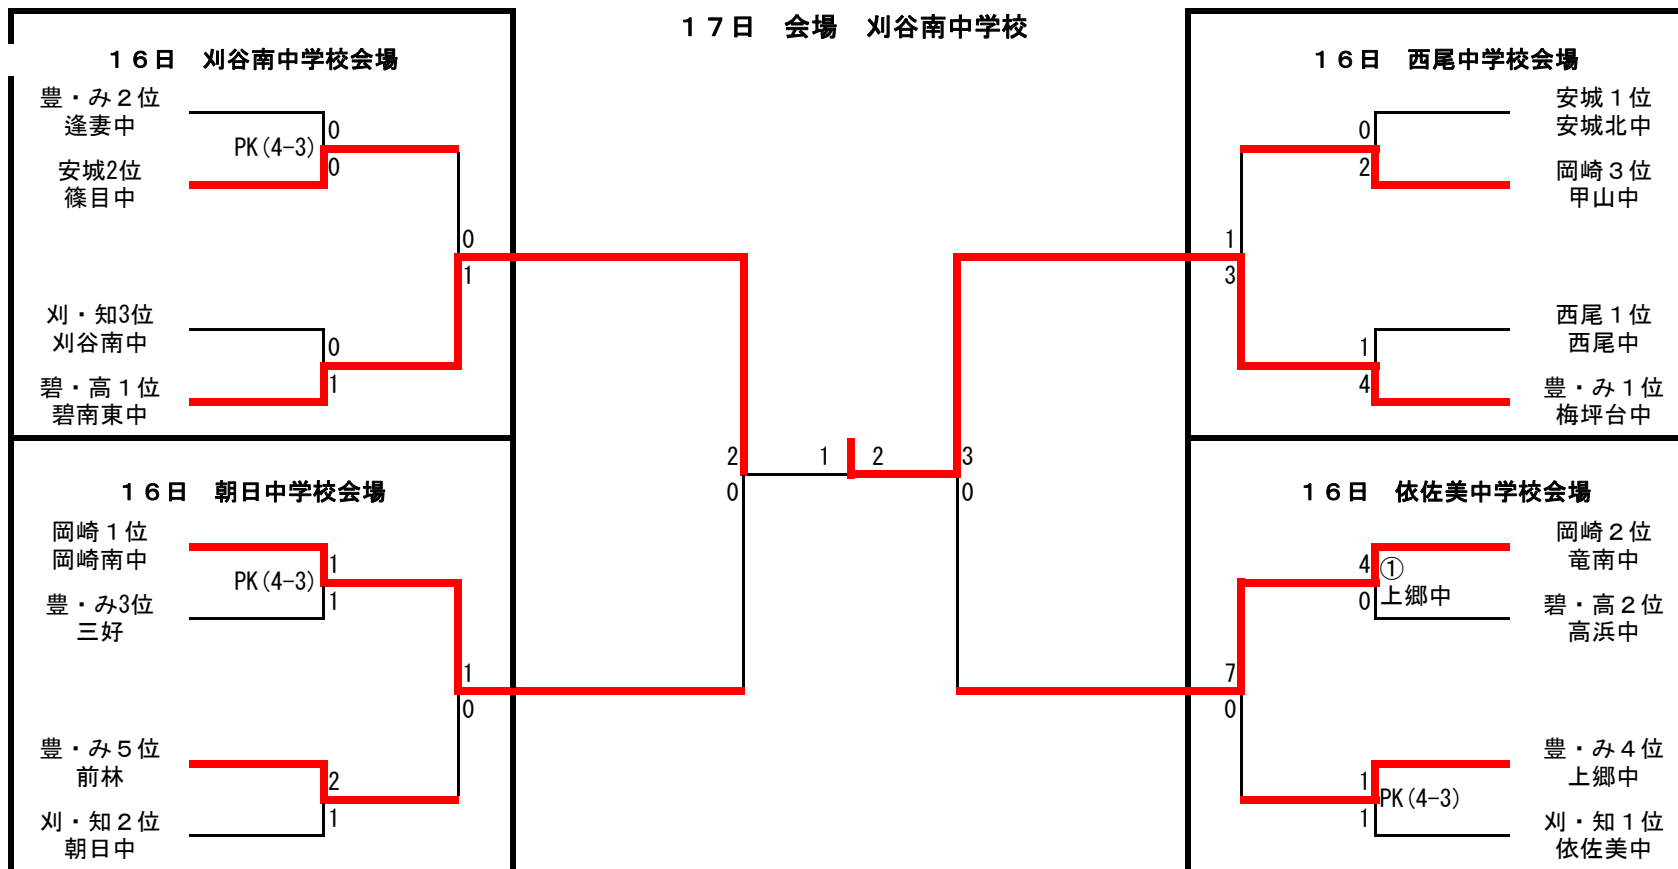 １７日　会場　刈谷南中学校
１６日　刈谷南中学校会場
豊・み２位
逢妻中
0
PK(4-3)
0
安城2位
篠目中
0
1
刈・知3位
刈谷南中
0
1
碧・高１位
碧南東中
１６日　朝日中学校会場
岡崎１位
岡崎南中
1
PK(4-3)
1
豊・み3位
三好
1
0
豊・み５位
前林
2
1
刈・知２位
朝日中
2
0
1
2
3
0
１６日　西尾中学校会場
安城１位
安城北中
0
2
岡崎３位
甲山中
1
3
西尾１位
西尾中
1
4
豊・み１位
梅坪台中
１６日　依佐美中学校会場
岡崎２位
竜南中
4
①
上郷中
0
碧・高２位
高浜中
7
0
豊・み４位
上郷中
1
PK(4-3)
1
刈・知１位
依佐美中